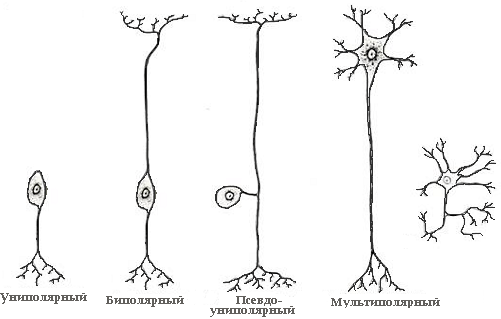 Униполярный
Биполярный
Псевдо-
униполярный
Мультиполярный